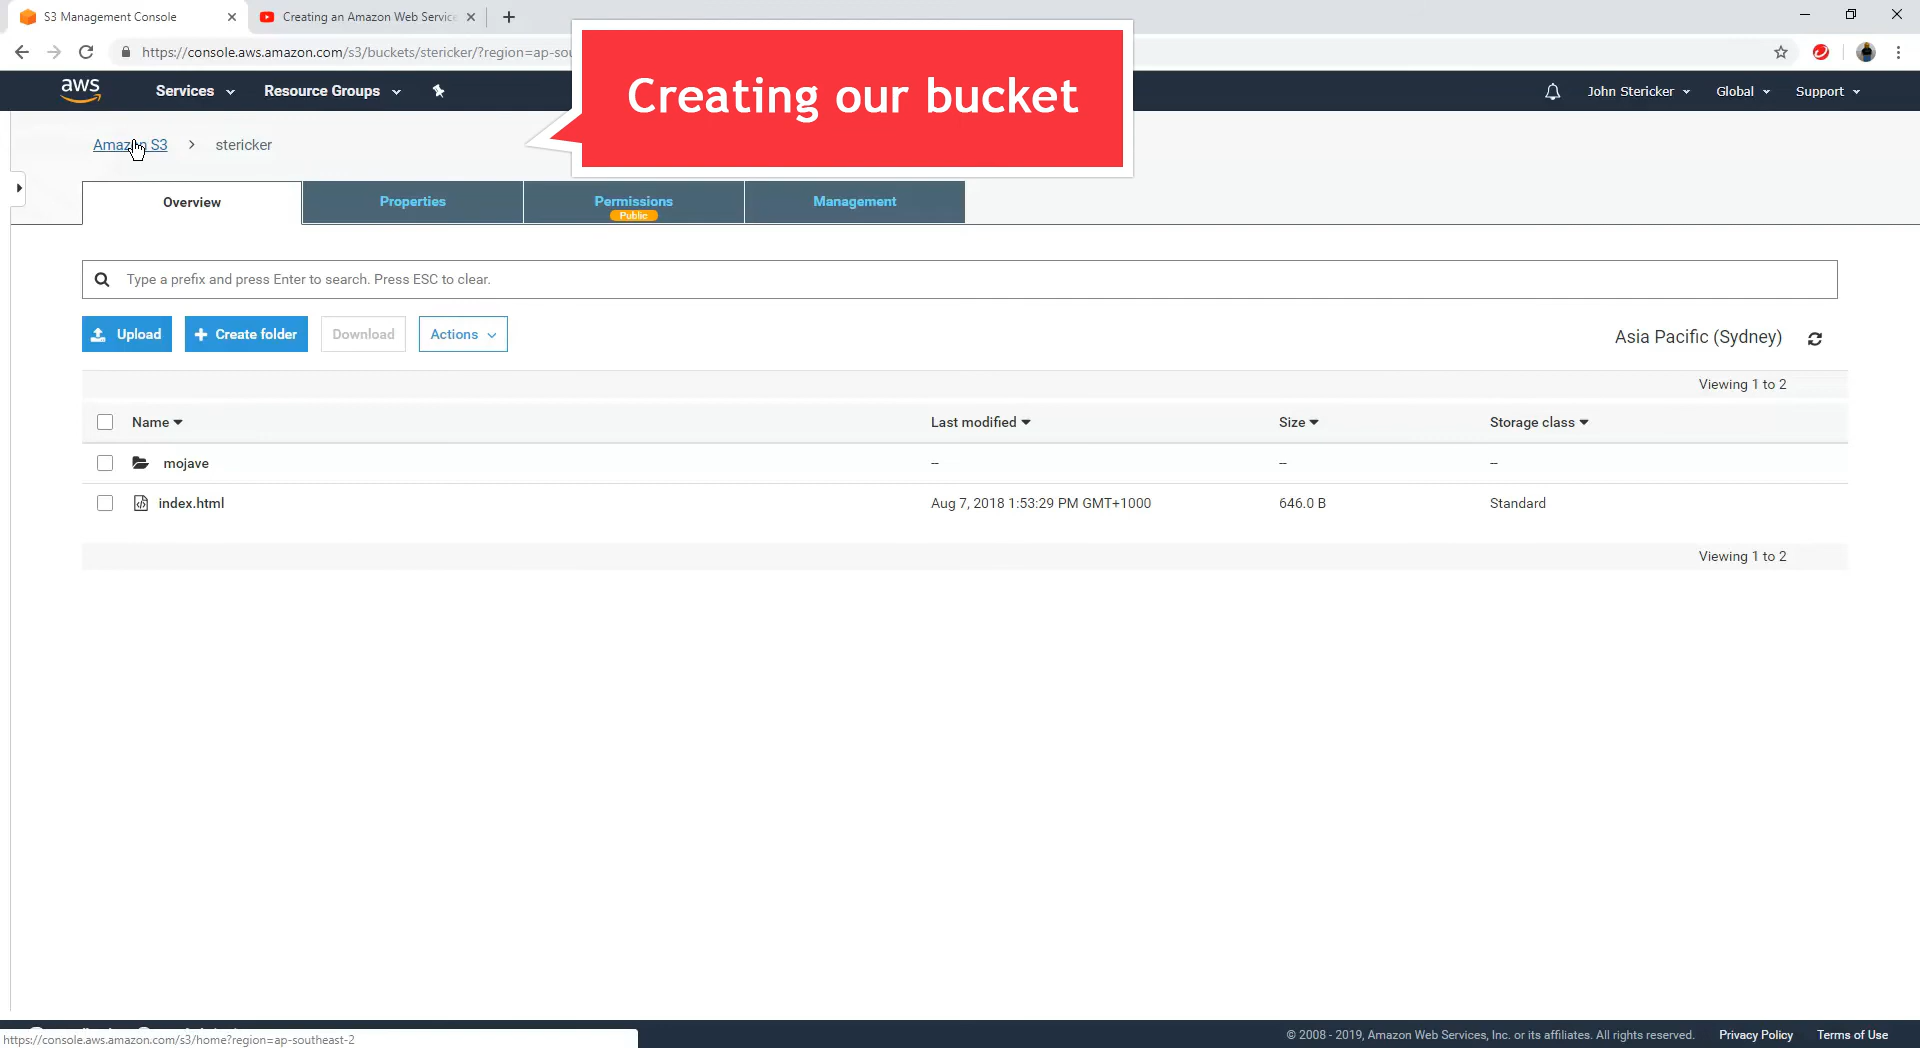 S3 Management Console
Creating an Amazon Web Service
https://console.aws.amazon.com/s3/buckets/stericker/?region=ap-sou
Creating our bucket
aws
Services
Resource Groups
John Stericker
Global
Support
Amazon S3
stericker
Overview
Properties
Permissions
Public
Management
Type a prefix and press Enter to search. Press ESC to clear.
Upload
Create folder
Download
Actions
Asia Pacific (Sydney)
Viewing 1 to 2
Name
Last modified
Size
Storage class
mojave
--
--
--
index.html
Aug 7, 2018 1:53:29 PM GMT+1000
646.0 B
Standard
Viewing 1 to 2
© 2008 - 2019, Amazon Web Services, Inc. or its affiliates. All rights reserved.
Privacy Policy
Terms of Use
https://console.aws.amazon.com/s3/home?region=ap-southeast-2